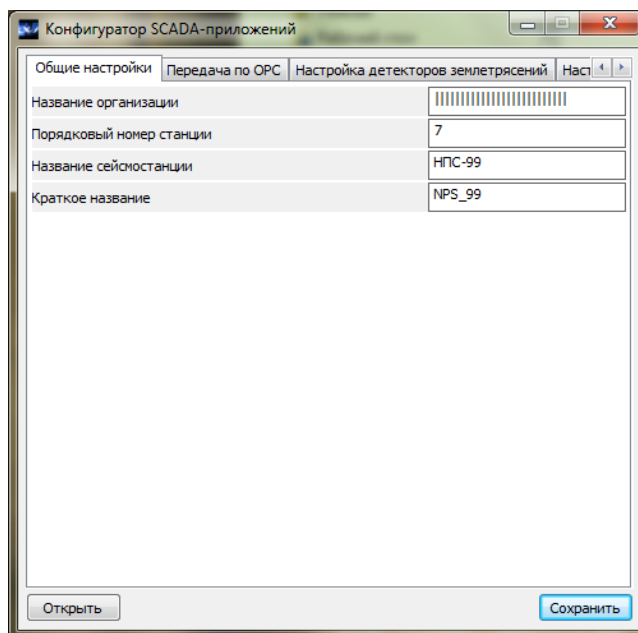 Конфигуратор SCADA-приложений
Общие настройки Передача по OPC Настройка детекторов землетрясений Наст
Название организации ||||||||||||||||||||||||||
Порядковый номер станции 7
Название сейсмостанции НПС-99
Краткое название NPS_99
Открыть Сохранить